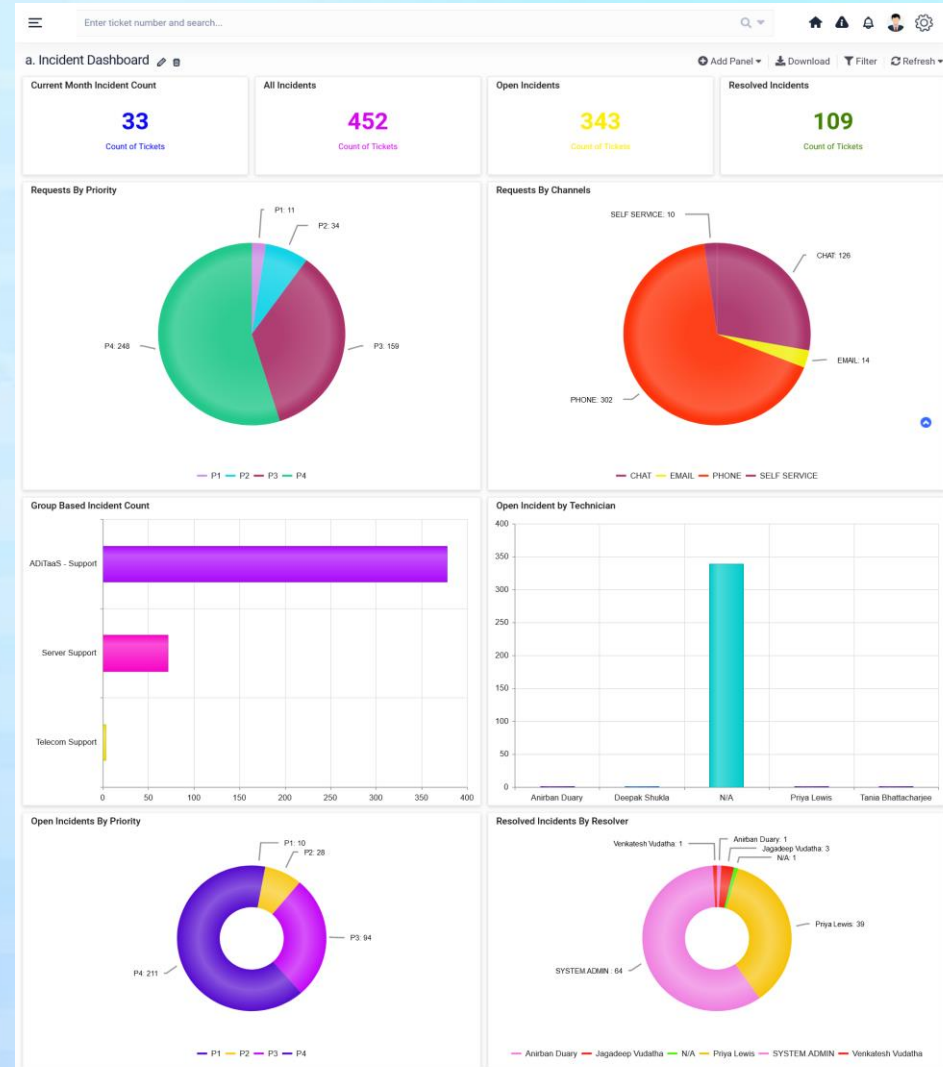 Enter ticket number and search...
a. Incident Dashboard
Add Panel Download Filter Refresh
Current Month Incident Count
33
Count of Tickets
All Incidents
452
Count of Tickets
Open Incidents
343
Count of Tickets
Resolved Incidents
109
Count of Tickets
Requests By Priority
P1: 11
P2: 34
P3: 159
P4: 248
P1 P2 P3 P4
Requests By Channels
SELF SERVICE: 10
CHAT: 126
EMAIL: 14
PHONE: 302
CHAT EMAIL PHONE SELF SERVICE
Group Based Incident Count
ADiTaaS - Support
Server Support
Telecom Support
0 50 100 150 200 250 300 350 400
Open Incident by Technician
400
350
300
250
200
150
100
50
0
Anirban Duary Deepak Shukla N/A Priya Lewis Tania Bhattacharjee
Open Incidents By Priority
P1: 10
P2: 28
P3: 94
P4: 211
P1 P2 P3 P4
Resolved Incidents By Resolver
Venkatesh Vudatha: 1
Anirban Duary: 1
Jagadeep Vudatha: 3
N/A: 1
Priya Lewis: 39
SYSTEM ADMIN : 64
Anirban Duary Jagadeep Vudatha N/A Priya Lewis SYSTEM ADMIN Venkatesh Vudatha